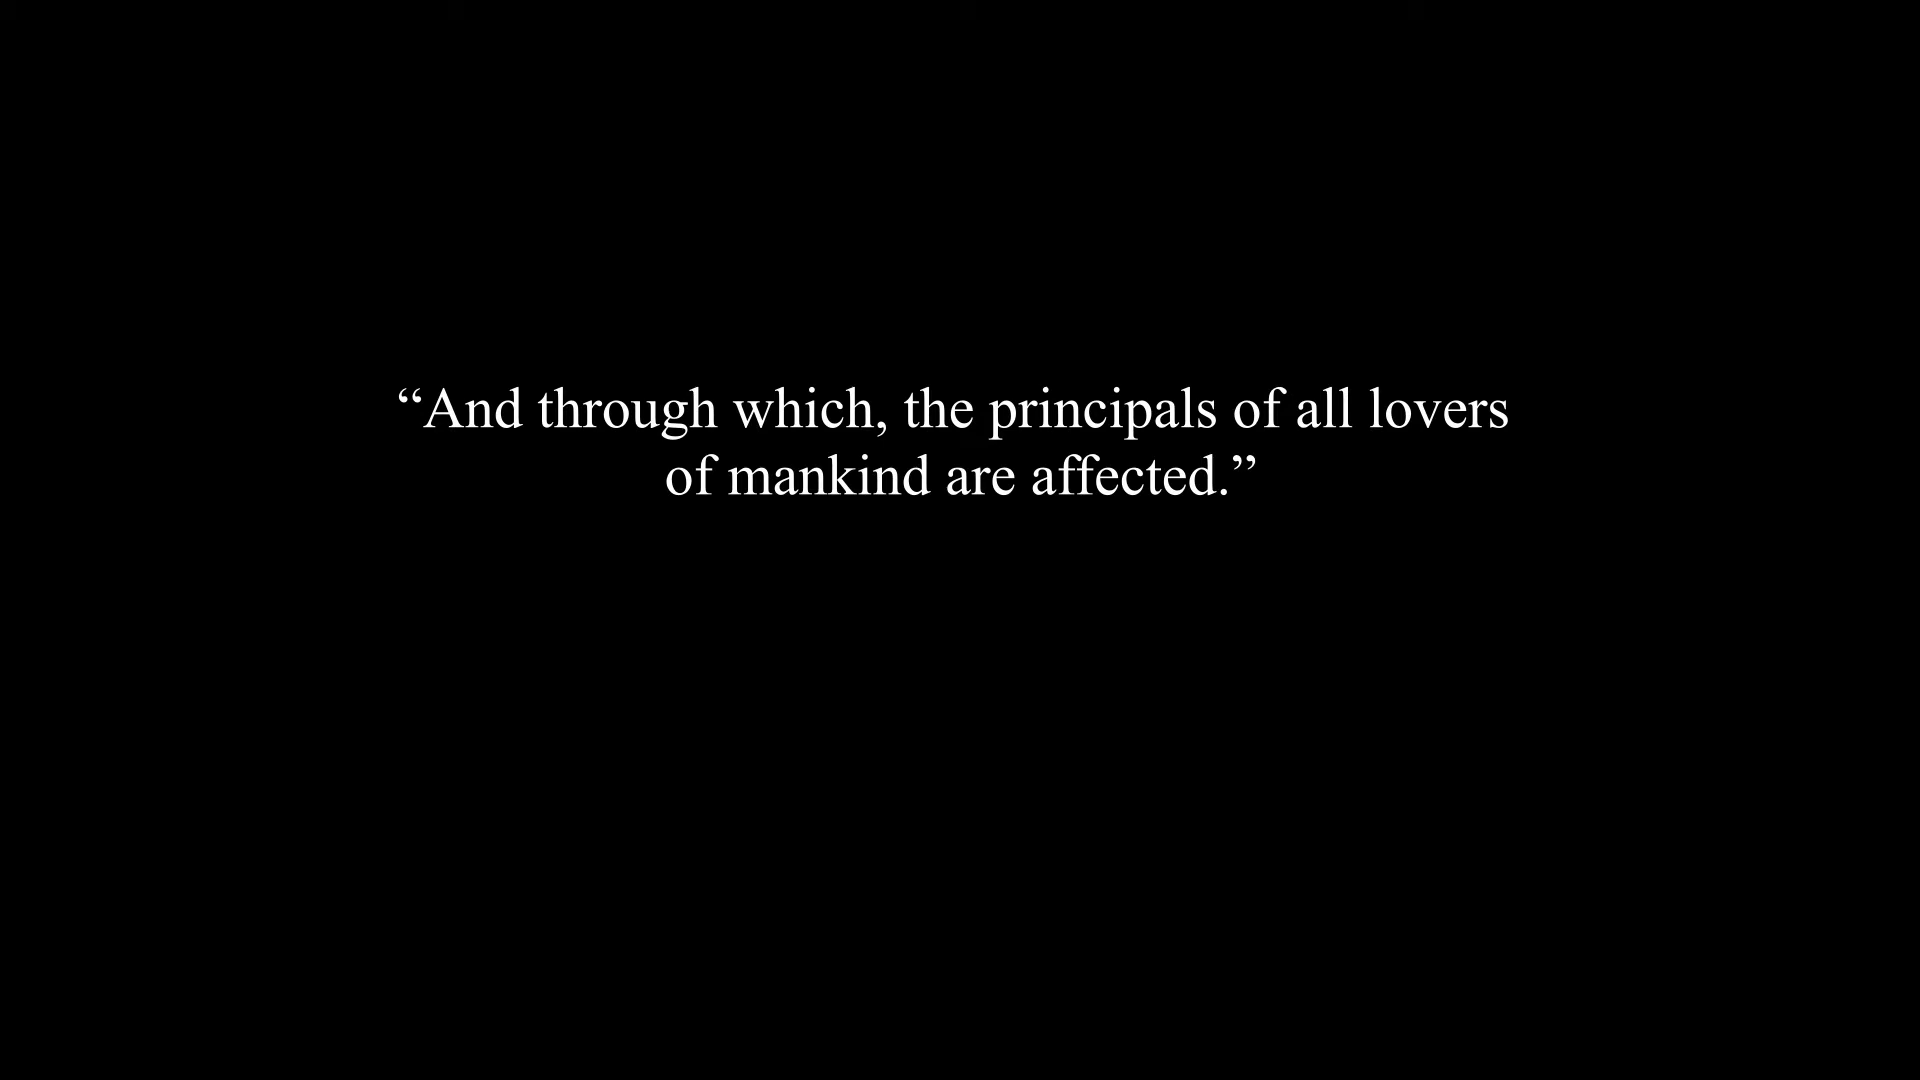 “And through which, the principals of all lovers
of mankind are affected.”